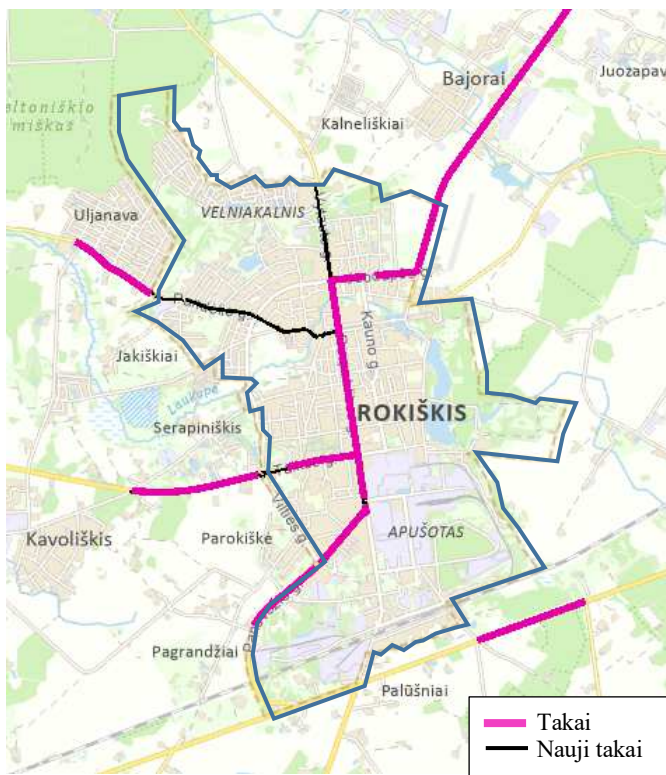 Bajorai
Juozapav
eltoniškio
miškas
Kalneliškiai
Uljanava
VELNIAKALNIS
Kauno g.
Jakiškiai
Laukupė
ROKIŠKIS
Serapiniškis
Vilties g.
Kavoliškis
Parokiškė
APUŠOTAS
Pagrandžiai
Palūšniai
Takai
Nauji takai